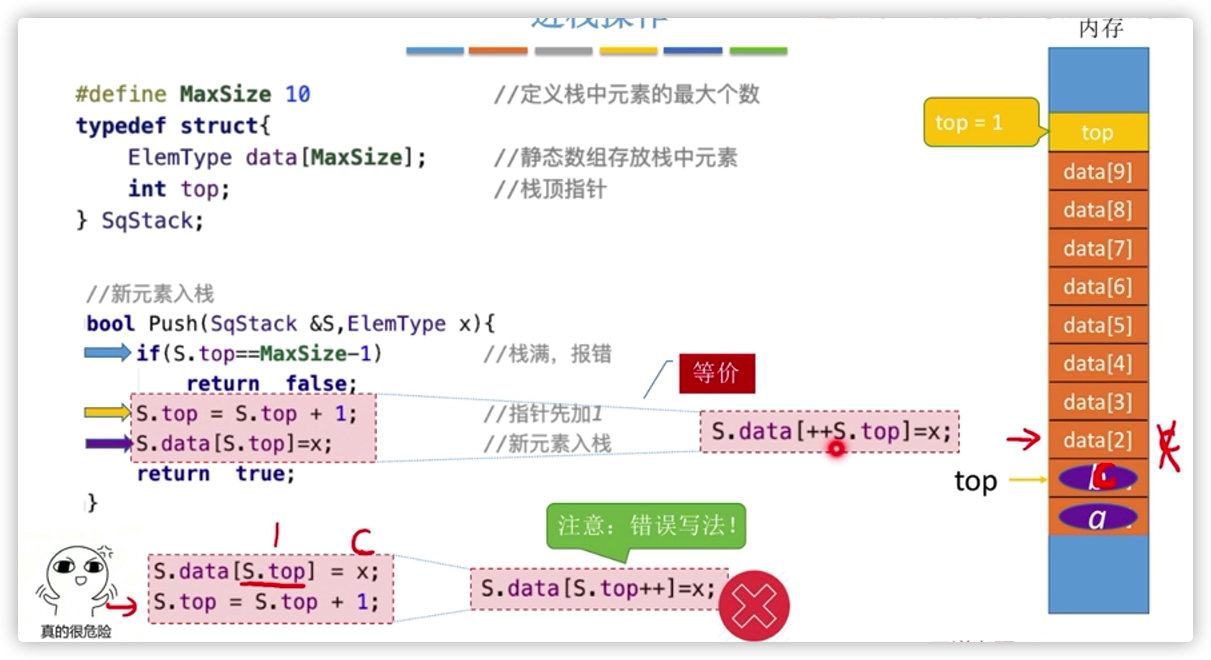 进栈操作
内存
#define MaxSize 10 //定义栈中元素的最大个数
typedef struct{
ElemType data[MaxSize]; //静态数组存放栈中元素
int top; //栈顶指针
} SqStack;
//新元素入栈
bool Push(SqStack &S,ElemType x){
if(S.top==MaxSize-1) //栈满，报错
return false;
S.top = S.top + 1; //指针先加1
S.data[S.top]=x; //新元素入栈
return true;
}
等价
S.data[++S.top]=x;
注意：错误写法！
1 C
S.data[S.top] = x;
S.top = S.top + 1;
S.data[S.top++]=x;
真的很危险
top = 1
top
data[9]
data[8]
data[7]
data[6]
data[5]
data[4]
data[3]
data[2]
top
b C
a